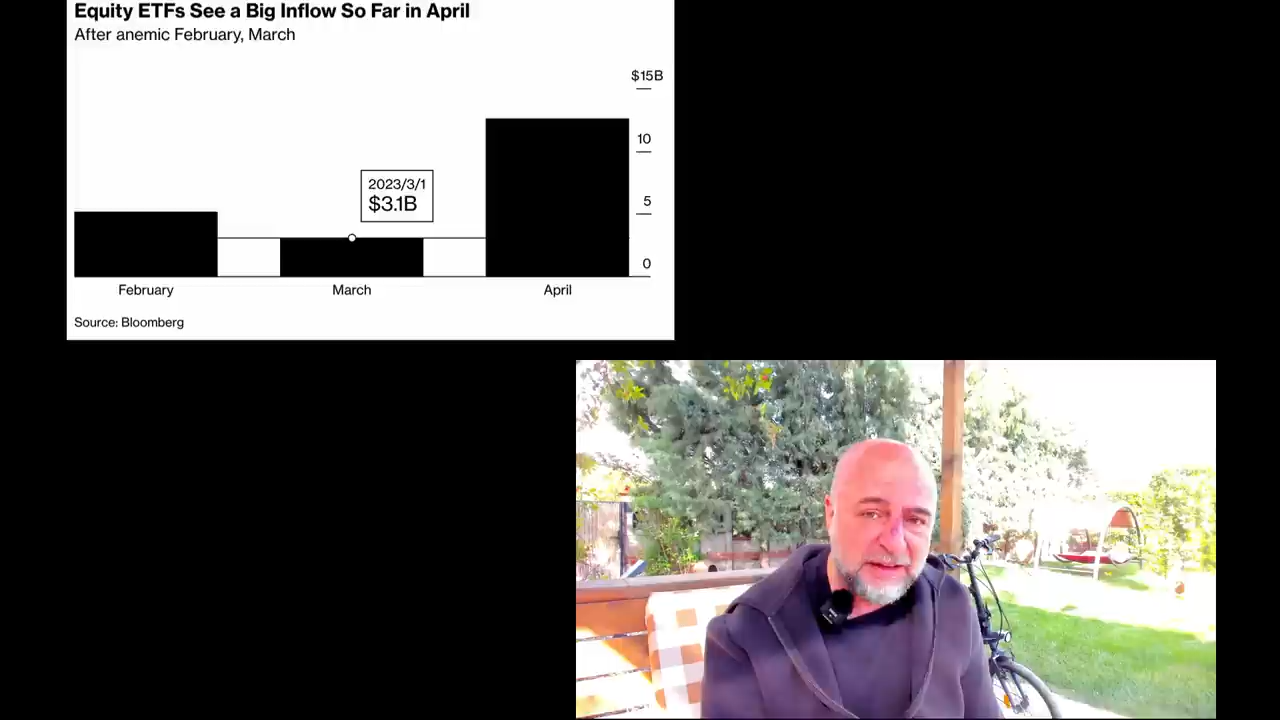 Equity ETFs See a Big Inflow So Far in April
After anemic February, March
$15B
10
2023/3/1
$3.1B
5
0
February March April
Source: Bloomberg